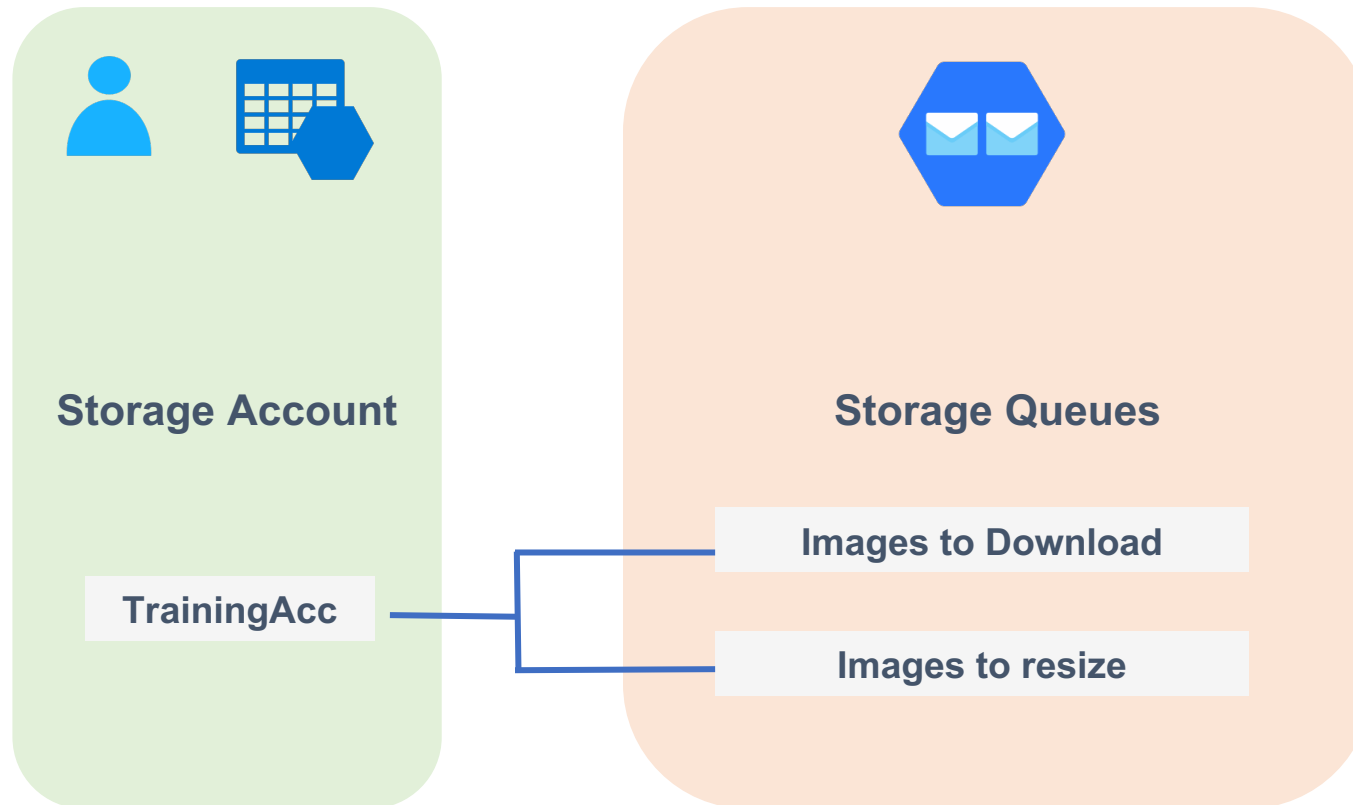 Storage Account
Storage Queues
Images to Download
TrainingAcc
Images to resize